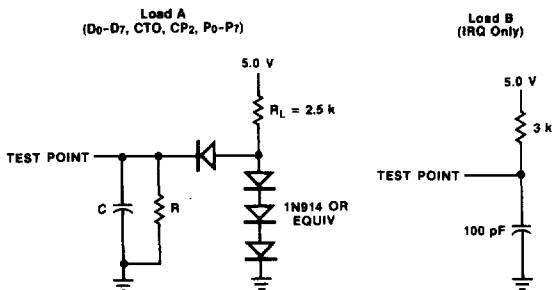 Load A
(D0-D7, CTO, CP2, P0-P7)
5.0 V
RL = 2.5 k
TEST POINT
C
R
1N914 OR
EQUIV
Load B
(IRQ Only)
5.0 V
3 k
TEST POINT
100 pF